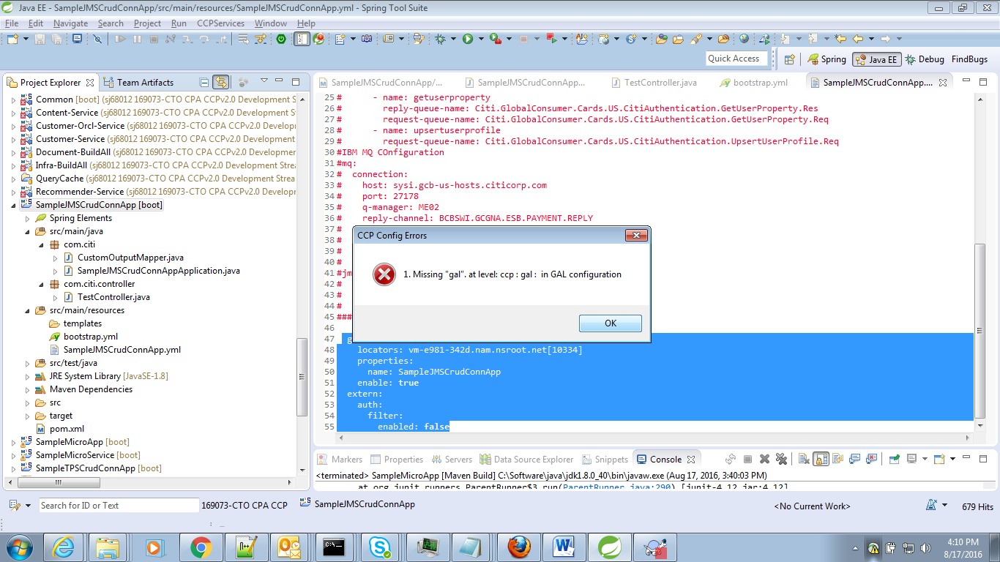 Java EE - SampleJMSCrudConnApp/src/main/resources/SampleJMSCrudConnApp.yml - Spring Tool Suite
File Edit Navigate Search Project Run CCPServices Window Help
Quick Access
Spring Java EE Debug FindBugs
Project Explorer Team Artifacts
SampleJMSCrudConnApp/... SampleJMSCrudConnApp... TestController.java bootstrap.yml SampleJMSCrudConnApp....
Common [boot] (sj68012 169073-CTO CPA CCPv2.0 Development S
Content-Service (sj68012 169073-CTO CPA CCPv2.0 Development St
Customer-Orcl-Service (sj68012 169073-CTO CPA CCPv2.0 Develop
Customer-Service (sj68012 169073-CTO CPA CCPv2.0 Development
Document-BuildAll (sj68012 169073-CTO CPA CCPv2.0 Developmer
Infra-BuildAll (sj68012 169073-CTO CPA CCPv2.0 Development Stre
QueryCache (sj68012 169073-CTO CPA CCPv2.0 Development Strea
Recommender-Service (sj68012 169073-CTO CPA CCPv2.0 Developr
SampleJMSCrudConnApp [boot]
Spring Elements
src/main/java
com.citi
CustomOutputMapper.java
SampleJMSCrudConnAppApplication.java
com.citi.controller
TestController.java
src/main/resources
templates
bootstrap.yml
SampleJMSCrudConnApp.yml
src/test/java
JRE System Library [JavaSE-1.8]
Maven Dependencies
src
target
pom.xml
SampleMicroApp [boot]
SampleMicroService [boot]
SampleTPSCrudConnApp [boot]
25 # - name: getuserproperty
26 # reply-queue-name: Citi.GlobalConsumer.Cards.US.CitiAuthentication.GetUserProperty.Res
27 # request-queue-name: Citi.GlobalConsumer.Cards.US.CitiAuthentication.GetUserProperty.Req
28 # - name: upsertuserprofile
29 # request-queue-name: Citi.GlobalConsumer.Cards.US.CitiAuthentication.UpsertUserProfile.Req
30 #IBM MQ COnfiguration
31 #mq:
32 # connection:
33 # host: sysi.gcb-us-hosts.citicorp.com
34 # port: 27178
35 # q-manager: ME02
36 # reply-channel: BCBSWI.GCGNA.ESB.PAYMENT.REPLY
37 #
38 #
39 #
40 #
41 #jm
42 #
43 #
44 #
45 ###
46
47 g
48 locators: vm-e981-342d.nam.nsroot.net[10334]
49 properties:
50 name: SampleJMSCrudConnApp
51 enable: true
52 extern:
53 auth:
54 filter:
55 enabled: false
CCP Config Errors
1. Missing "gal". at level: ccp : gal : in GAL configuration
OK
Markers Properties Servers Data Source Explorer Snippets Console
<terminated> SampleMicroApp [Maven Build] C:\Software\java\jdk1.8.0_40\bin\javaw.exe (Aug 17, 2016, 3:40:03 PM)
at org.junit.runners.ParentRunner$3.run(ParentRunner.java:290) [junit-4.12.jar:4.12]
Search for ID or Text 169073-CTO CPA CCP SampleJMSCrudConnApp <No Current Work> 679 Hits
4:10 PM
8/17/2016